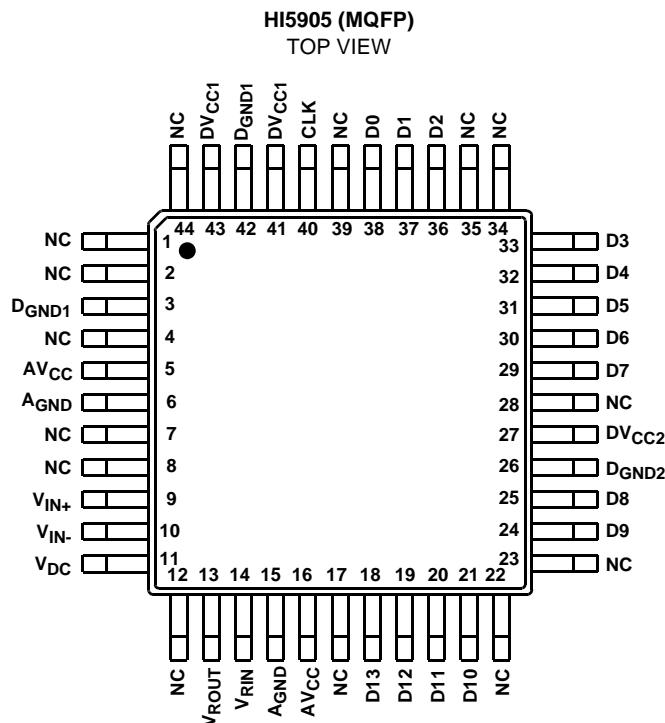 HI5905 (MQFP)
TOP VIEW
NC DVCC1 DGND1 DVCC1 CLK NC D0 D1 D2 NC NC
44 43 42 41 40 39 38 37 36 35 34
NC 1 33 D3
NC 2 32 D4
DGND1 3 31 D5
NC 4 30 D6
AVCC 5 29 D7
AGND 6 28 NC
NC 7 27 DVCC2
NC 8 26 DGND2
VIN+ 9 25 D8
VIN- 10 24 D9
VDC 11 23 NC
12 13 14 15 16 17 18 19 20 21 22
NC VROUT VRIN AGND AVCC NC D13 D12 D11 D10 NC